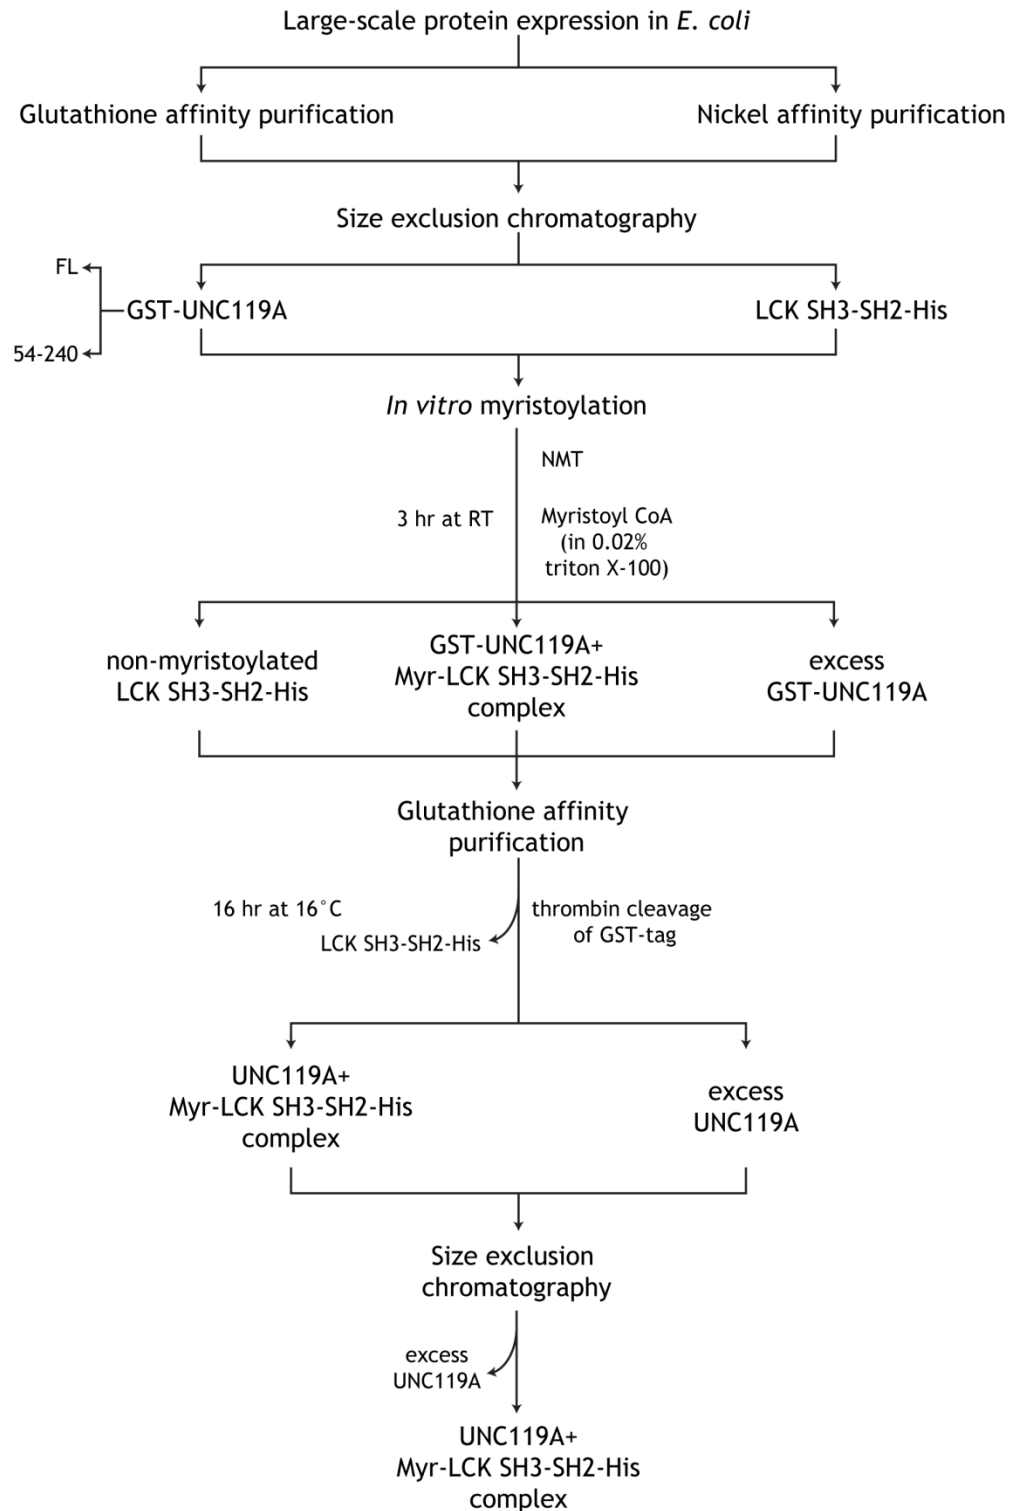 Large-scale protein expression in E. coli
Glutathione affinity purification
Nickel affinity purification
Size exclusion chromatography
FL
GST-UNC119A
LCK SH3-SH2-His
54-240
In vitro myristoylation
NMT
3 hr at RT
Myristoyl CoA
(in 0.02%
triton X-100)
non-myristoylated
LCK SH3-SH2-His
GST-UNC119A+
Myr-LCK SH3-SH2-His
complex
excess
GST-UNC119A
Glutathione affinity
purification
16 hr at 16°C
LCK SH3-SH2-His
thrombin cleavage
of GST-tag
UNC119A+
Myr-LCK SH3-SH2-His
complex
excess
UNC119A
Size exclusion
chromatography
excess
UNC119A
UNC119A+
Myr-LCK SH3-SH2-His
complex